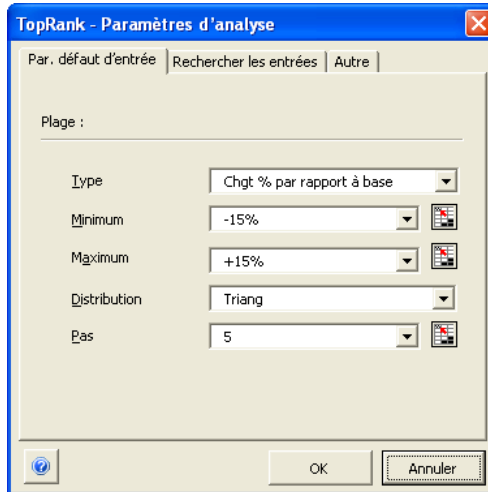 TopRank - Paramètres d'analyse
Par. défaut d'entrée Rechercher les entrées Autre
Plage :
Type Chgt % par rapport à base
Minimum -15%
Maximum +15%
Distribution Triang
Pas 5
? OK Annuler